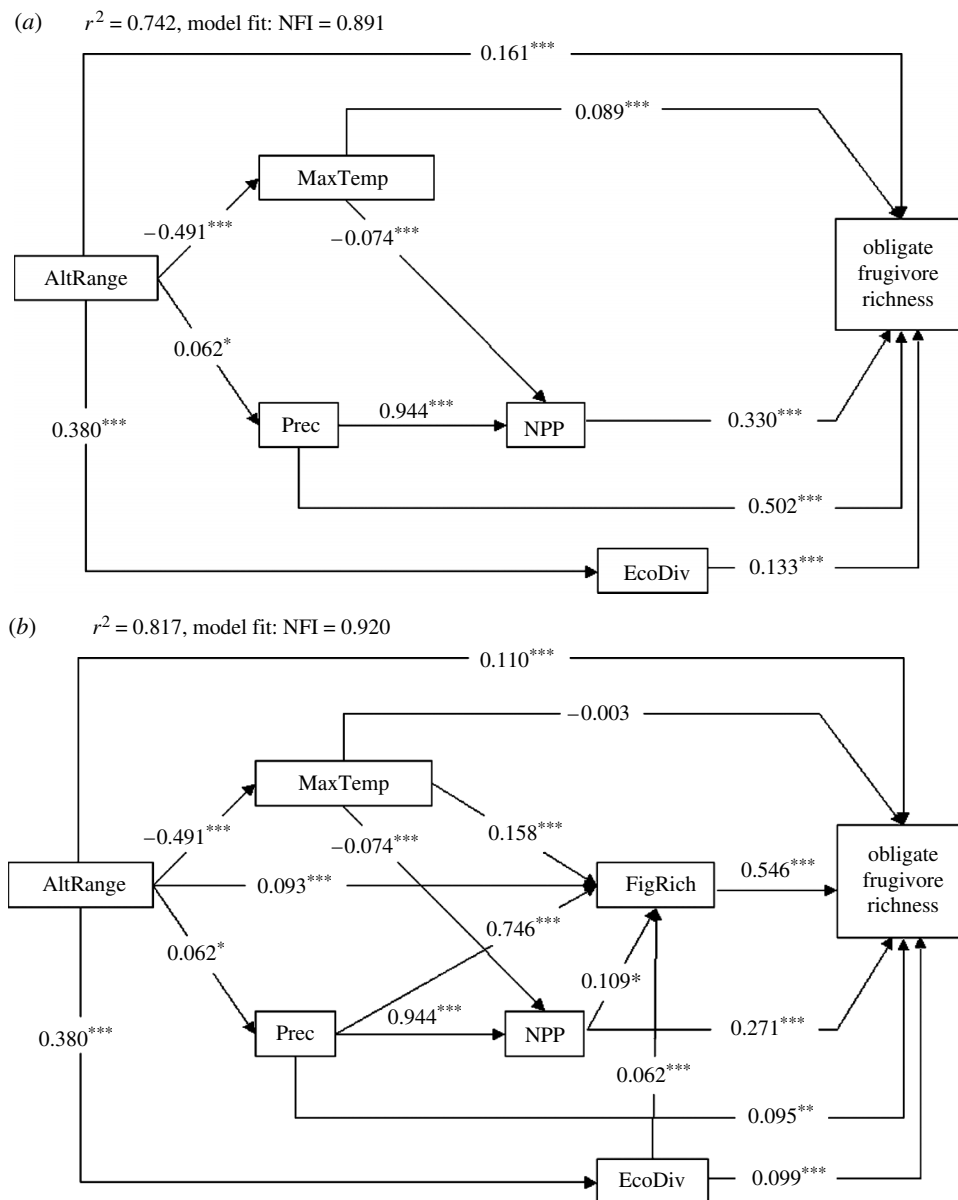 (a) r² = 0.742, model fit: NFI = 0.891
0.161***
0.089***
MaxTemp
−0.491***
−0.074***
AltRange
obligate
frugivore
richness
0.062*
0.380***
Prec
0.944***
NPP
0.330***
0.502***
EcoDiv
0.133***
(b) r² = 0.817, model fit: NFI = 0.920
0.110***
−0.003
MaxTemp
−0.491***
−0.074***
0.158***
AltRange
0.093***
FigRich
0.546***
obligate
frugivore
richness
0.062*
0.746***
0.109*
0.380***
Prec
0.944***
NPP
0.271***
0.062***
0.095**
EcoDiv
0.099***